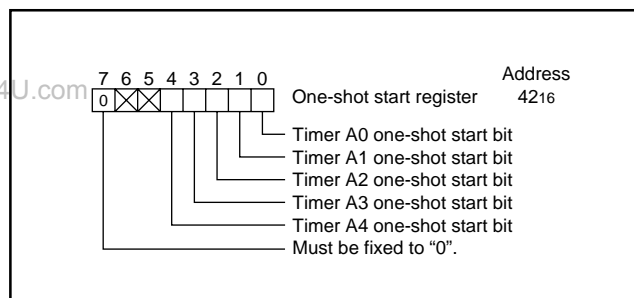 4U.com
7 6 5 4 3 2 1 0
Address
0
One-shot start register
4216
Timer A0 one-shot start bit
Timer A1 one-shot start bit
Timer A2 one-shot start bit
Timer A3 one-shot start bit
Timer A4 one-shot start bit
Must be fixed to “0”.